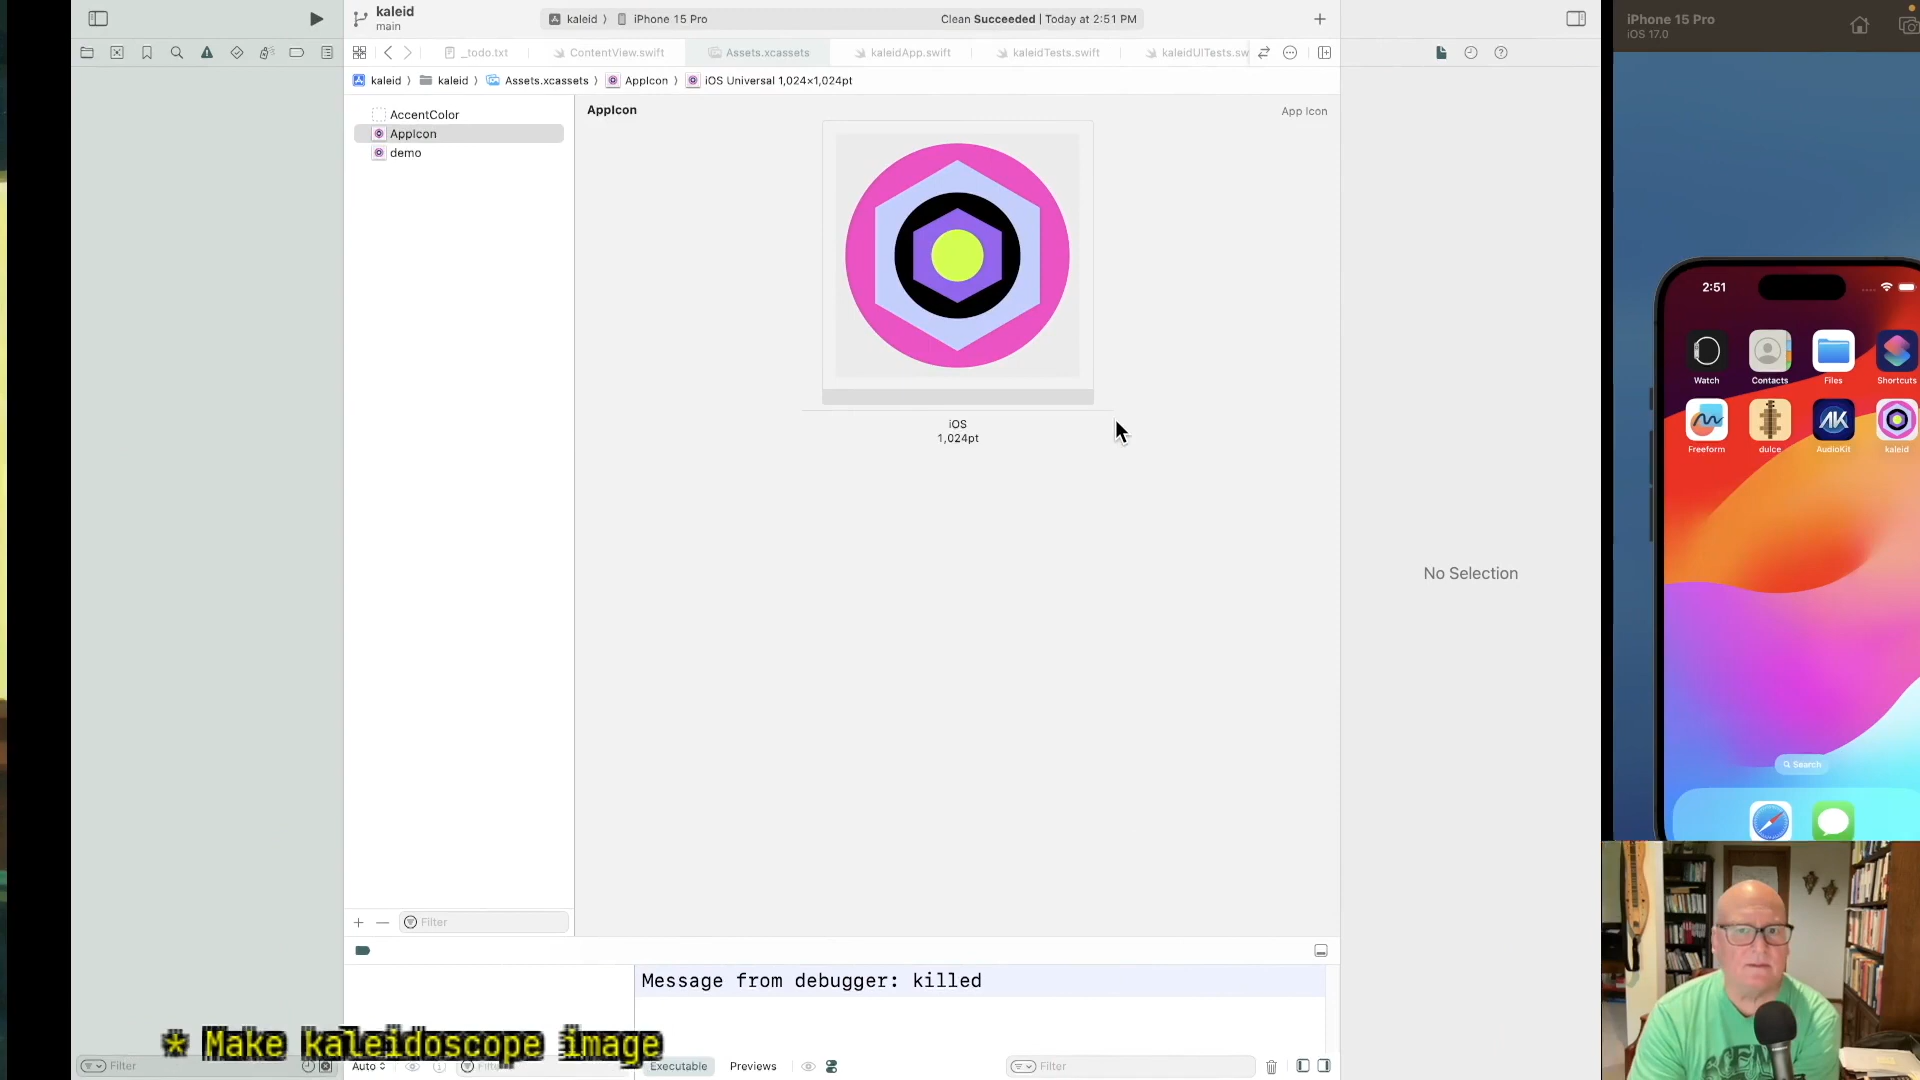 kaleid
main
kaleid
iPhone 15 Pro
Clean Succeeded | Today at 2:51 PM
iPhone 15 Pro
iOS 17.0
_todo.txt
ContentView.swift
Assets.xcassets
kaleidApp.swift
kaleidTests.swift
kaleidUITests.sw
kaleid
kaleid
Assets.xcassets
AppIcon
iOS Universal 1,024×1,024pt
AccentColor
AppIcon
demo
AppIcon
App Icon
iOS
1,024pt
No Selection
2:51
Watch
Contacts
Files
Shortcuts
Freeform
dulce
AudioKit
kaleid
Search
Filter
Message from debugger: killed
* Make kaleidoscope image
Filter
Auto
Executable
Previews
Filter